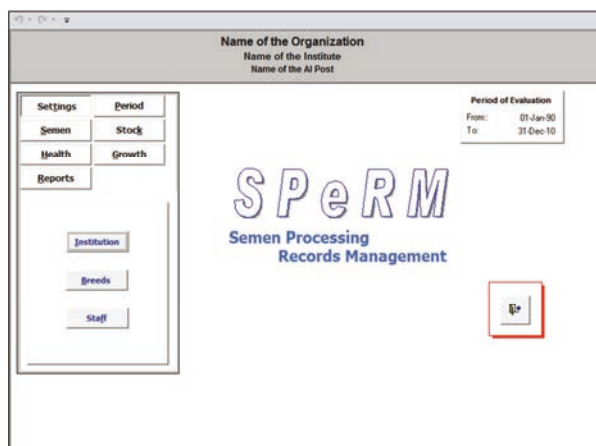 Name of the Organization
Name of the Institute
Name of the AI Post
Settings Period
Semen Stock
Health Growth
Reports
Institution
Breeds
Staff
Period of Evaluation
From: 01-Jan-90
To: 31-Dec-10
SPeRM
Semen Processing
Records Management